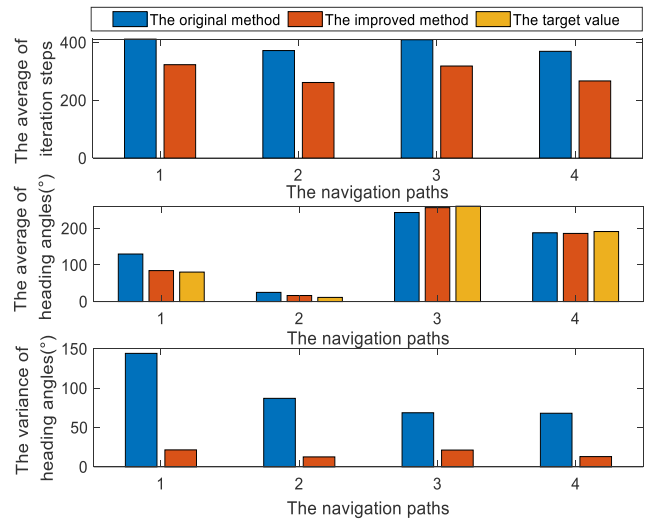 The original method The improved method The target value
The average of
iteration steps
400
200
0
1 2 3 4
The navigation paths
The average of
heading angles(°)
200
100
0
1 2 3 4
The navigation paths
The variance of
heading angles(°)
150
100
50
0
1 2 3 4
The navigation paths